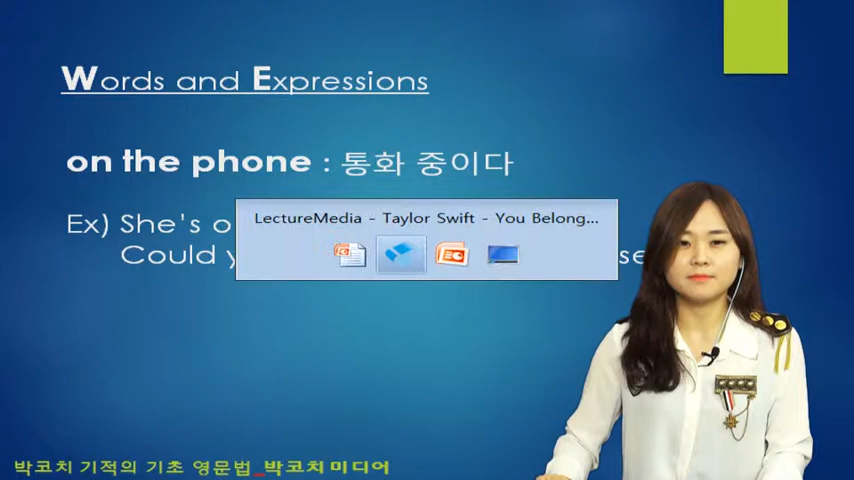 Words and Expressions
on the phone : 통화 중이다
LectureMedia - Taylor Swift - You Belong...
Ex) She's o
Could
박코치 기적의 기초 영문법_박코치미디어